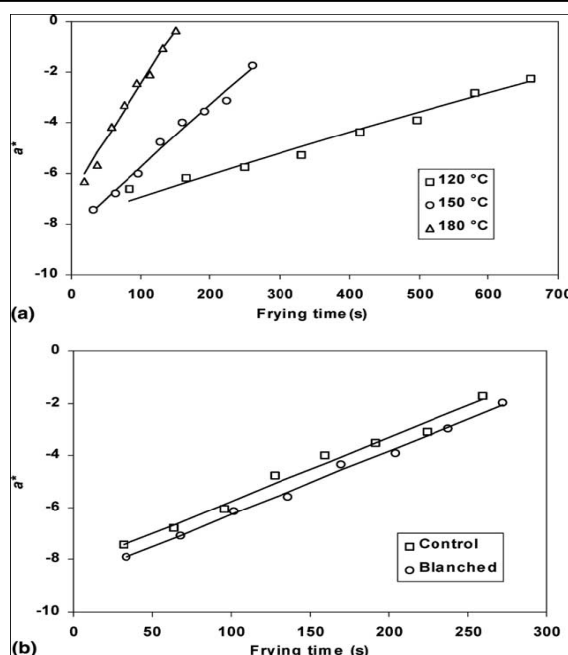 0
-2
-4
-6
-8
-10
a*
120 °C
150 °C
180 °C
0 100 200 300 400 500 600 700
(a)
Frying time (s)
0
-2
-4
-6
-8
-10
a*
Control
Blanched
0 50 100 150 200 250 300
(b)
Frying time (s)